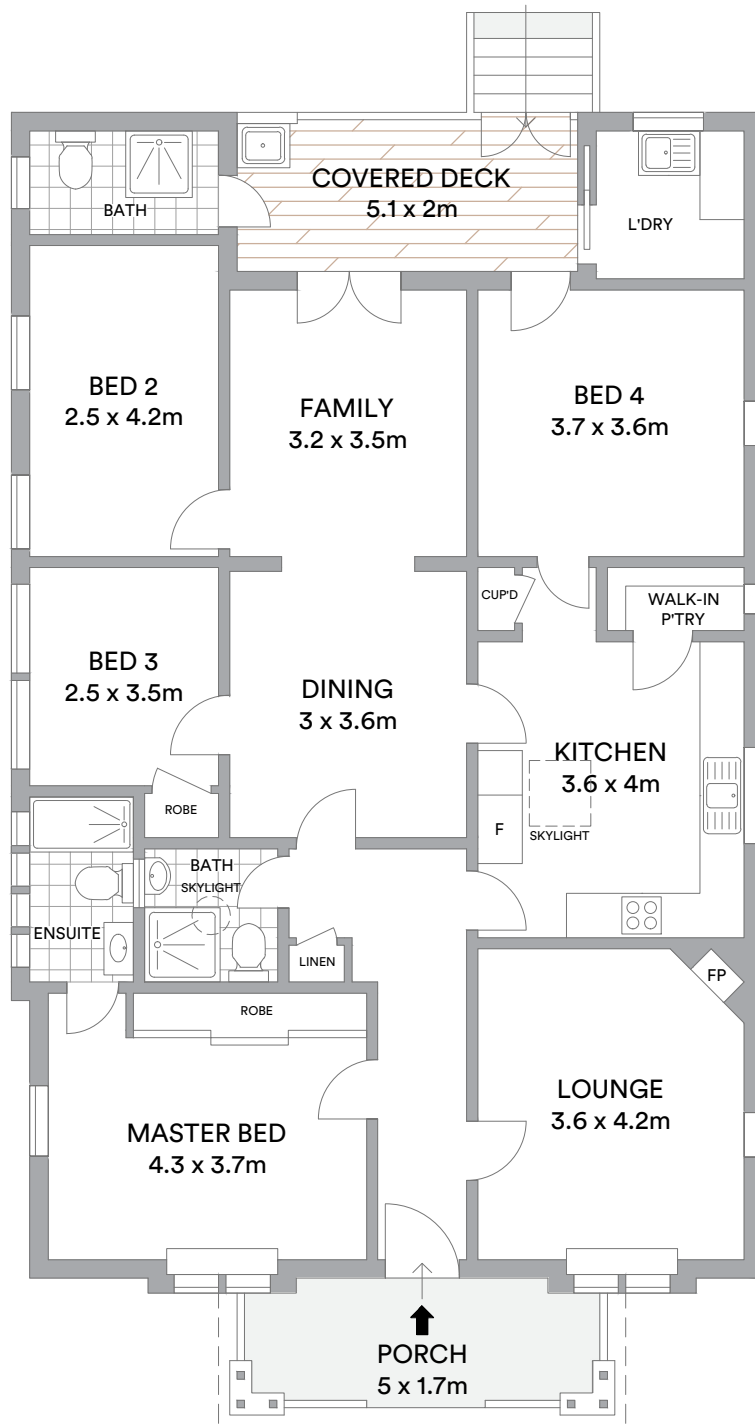 COVERED DECK
5.1 x 2m
BATH
L'DRY
BED 2
2.5 x 4.2m
FAMILY
3.2 x 3.5m
BED 4
3.7 x 3.6m
CUP'D
WALK-IN
P'TRY
BED 3
2.5 x 3.5m
DINING
3 x 3.6m
KITCHEN
3.6 x 4m
ROBE
F
SKYLIGHT
BATH
SKYLIGHT
ENSUITE
LINEN
FP
ROBE
LOUNGE
3.6 x 4.2m
MASTER BED
4.3 x 3.7m
PORCH
5 x 1.7m